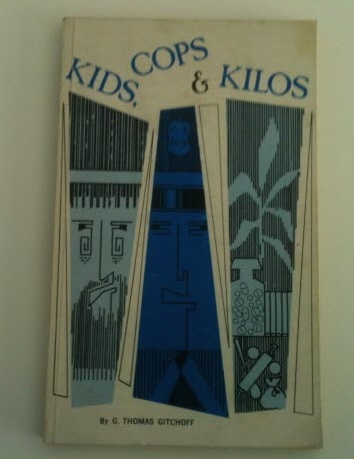 KIDS, COPS & KILOS
By G. THOMAS GITCHOFF